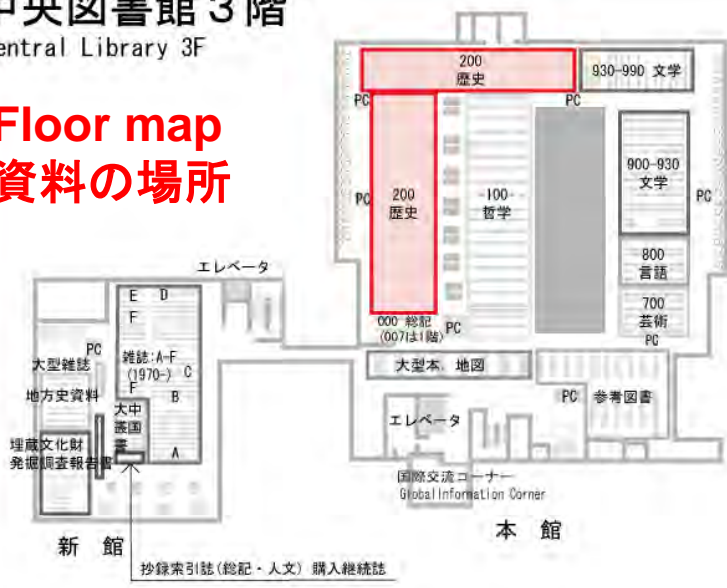 中央図書館３階
entral Library 3F
Floor map
資料の場所
200
歴史
930-990 文学
PC
PC
900-930
文学
PC
200
歴史
100
哲学
PC
800
言語
700
芸術
PC
000 総記
(007は1階)
PC
大型本、地図
PC
参考図書
エレベータ
国際交流コーナー
Global Information Corner
本 館
エレベータ
E D
F
PC
大型雑誌
雑誌:A-F
(1970-)
C
地方史資料
F
B
大中
叢国
書
A
埋蔵文化財
発掘調査報告書
新 館
抄録索引誌(総記・人文) 購入継続誌